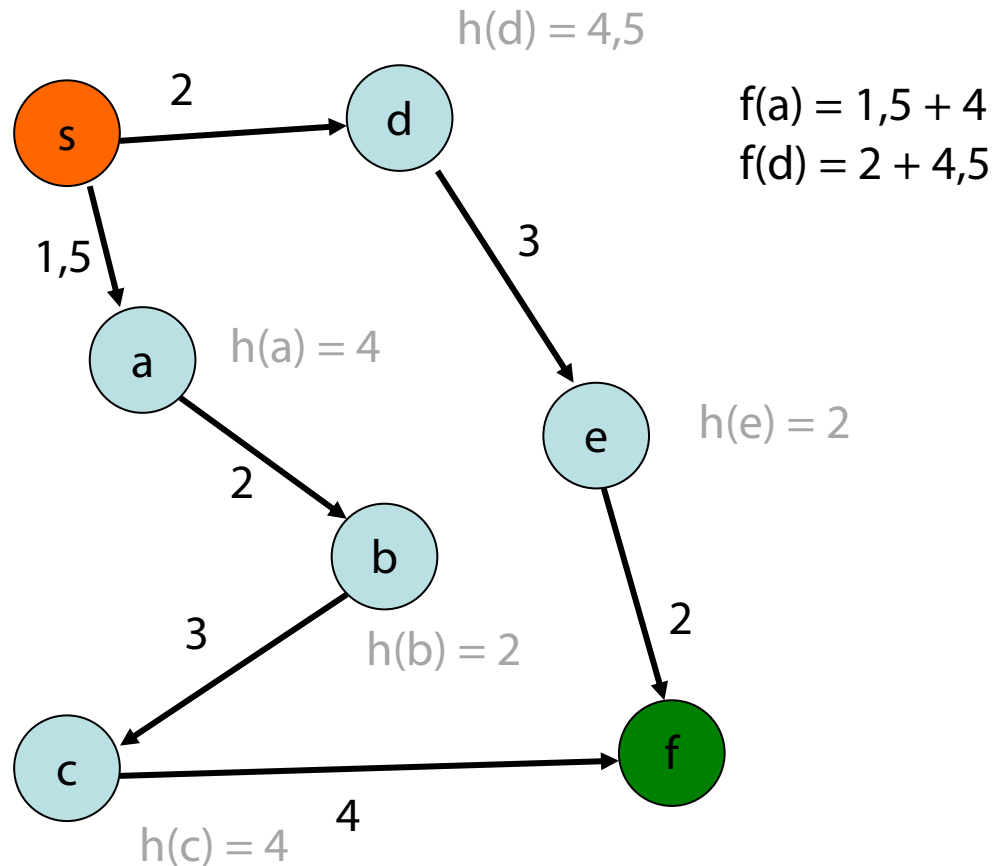 h(d) = 4,5
s
2
d
f(a) = 1,5 + 4
f(d) = 2 + 4,5
1,5
3
a
h(a) = 4
2
e
h(e) = 2
b
3
h(b) = 2
2
c
4
f
h(c) = 4